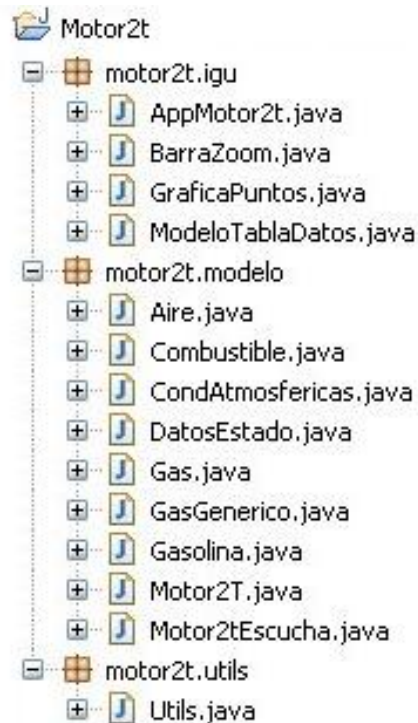 Motor2t
motor2t.igu
AppMotor2t.java
BarraZoom.java
GraficaPuntos.java
ModeloTablaDatos.java
motor2t.modelo
Aire.java
Combustible.java
CondAtmosfericas.java
DatosEstado.java
Gas.java
GasGenerico.java
Gasolina.java
Motor2T.java
Motor2tEscucha.java
motor2t.utils
Utils.java